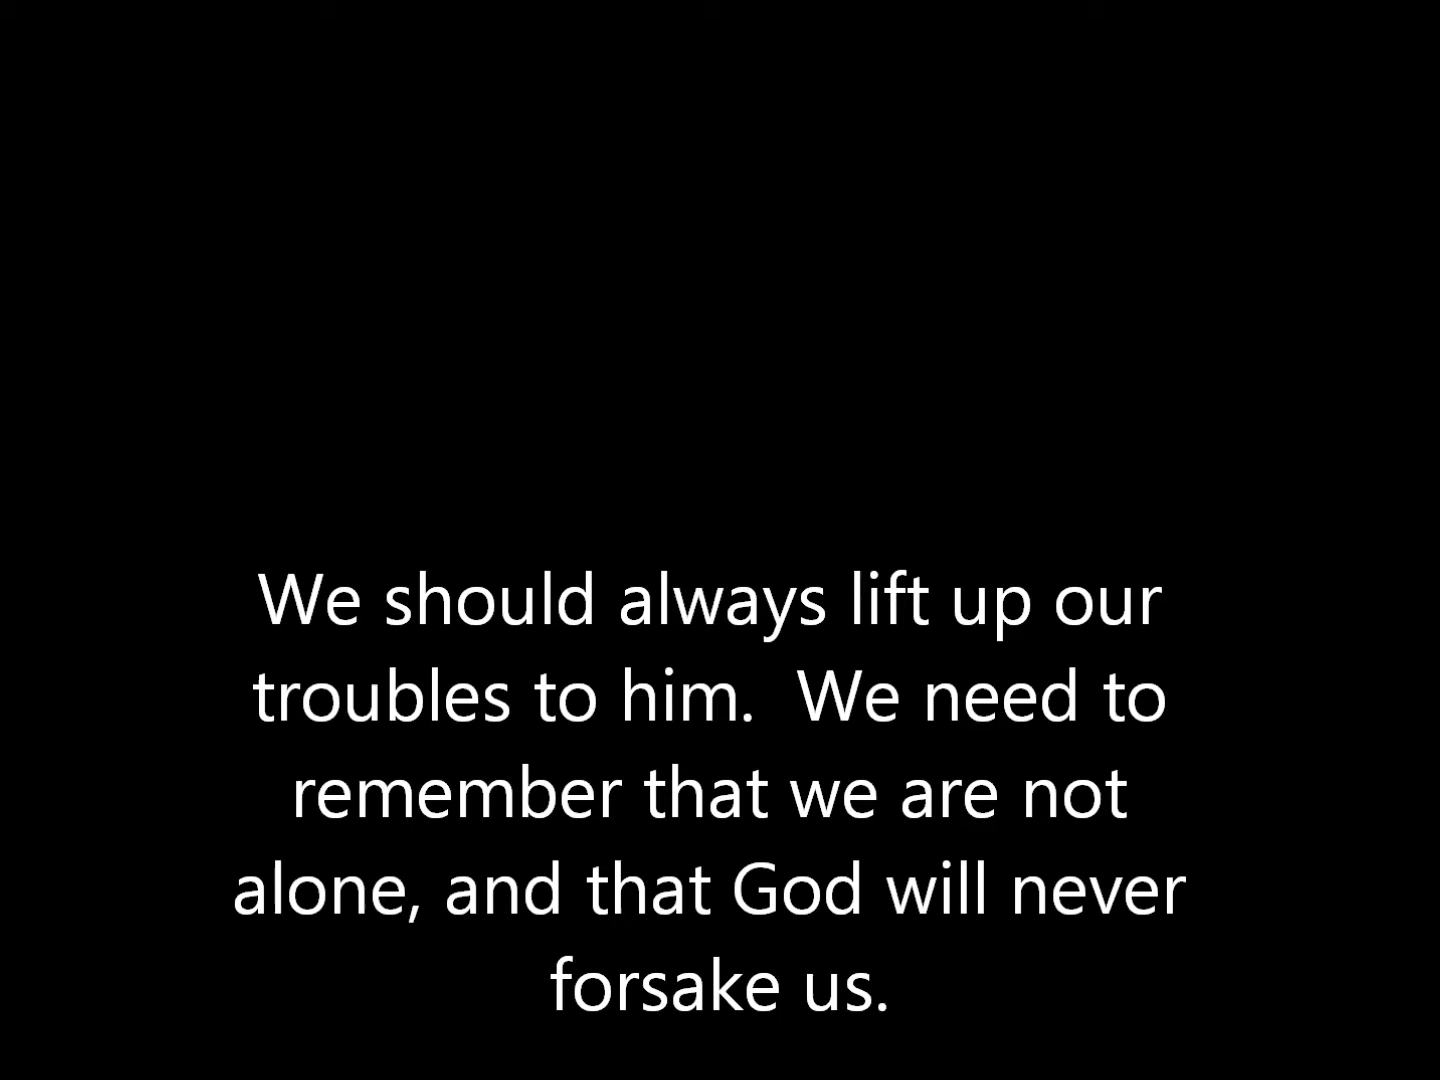 We should always lift up our
troubles to him.  We need to
remember that we are not
alone, and that God will never
forsake us.